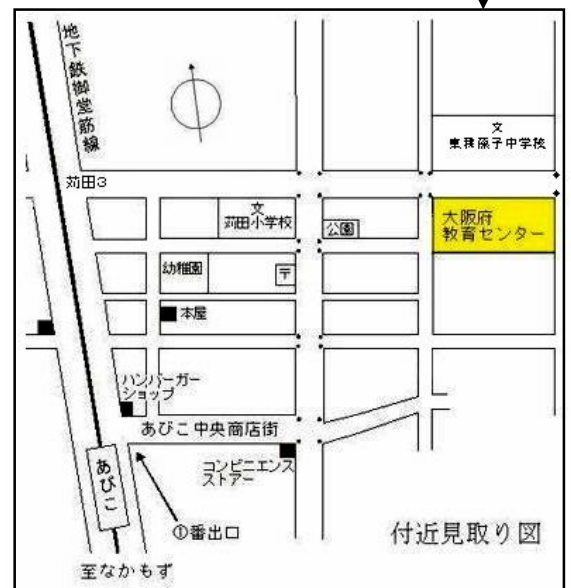 地下鉄御堂筋線
文
東我孫子中学校
苅田3
文
苅田小学校
公園
大阪府
教育センター
幼稚園
〒
本屋
ハンバーガー
ショップ
あびこ中央商店街
あびこ
コンビニエンス
ストアー
①番出口
付近見取り図
至なかもず